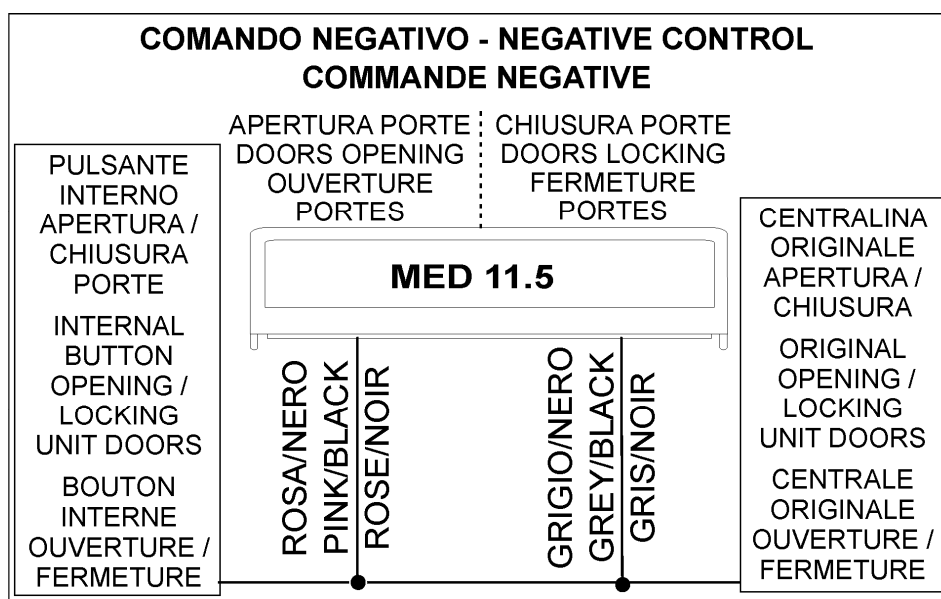 COMANDO NEGATIVO - NEGATIVE CONTROL
COMMANDE NEGATIVE
PULSANTE
INTERNO
APERTURA /
CHIUSURA
PORTE
INTERNAL
BUTTON
OPENING /
LOCKING
UNIT DOORS
BOUTON
INTERNE
OUVERTURE /
FERMETURE
APERTURA PORTE
DOORS OPENING
OUVERTURE
PORTES
CHIUSURA PORTE
DOORS LOCKING
FERMETURE
PORTES
MED 11.5
ROSA/NERO
PINK/BLACK
ROSE/NOIR
GRIGIO/NERO
GREY/BLACK
GRIS/NOIR
CENTRALINA
ORIGINALE
APERTURA /
CHIUSURA
ORIGINAL
OPENING /
LOCKING
UNIT DOORS
CENTRALE
ORIGINALE
OUVERTURE /
FERMETURE